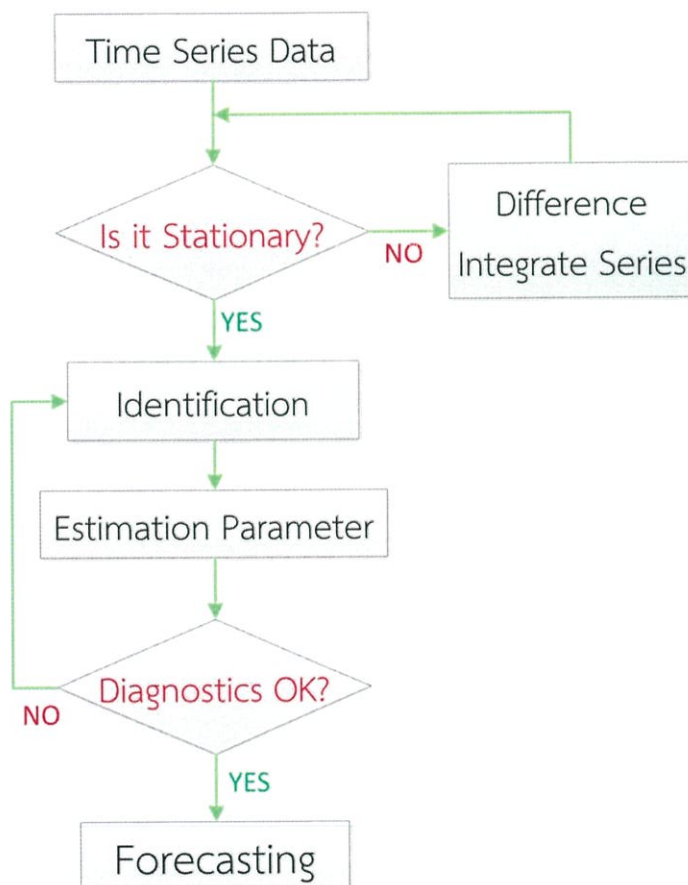 Time Series Data
Is it Stationary?
NO
Difference
Integrate Series
YES
Identification
Estimation Parameter
Diagnostics OK?
NO
YES
Forecasting